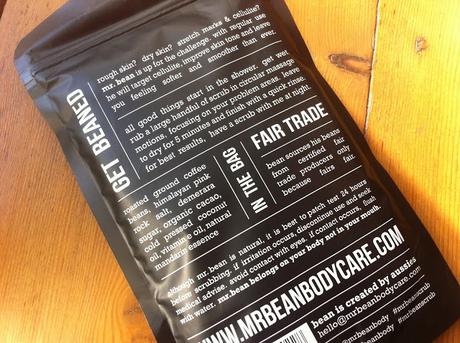 rough skin? dry skin? stretch marks & cellulite?
mr.bean is up for the challenge. with regular use
he will target cellulite, improve skin tone and leave
you feeling softer and smoother than ever.
GET BEANED
all good things start in the shower. get wet
rub a large handful of scrub in circular massage
motions, focusing on your problem areas. leave
to dry for 5 minutes and finish with a quick rinse.
for best results, have a scrub with me at night.
roasted ground coffee
beans, himalayan pink
rock salt, demerara
sugar, organic cacao,
cold pressed coconut
oil, vitamin e oil, natural
mandarin essence
IN THE BAG
FAIR TRADE
bean sources his beans
from certified fair
trade producers only
because fairs fair.
although mr.bean is natural, it is best to patch test 24 hours
before scrubbing. if irritation occurs, discontinue use and seek
medical advise. avoid contact with eyes. if contact occurs, flush
with water. mr.bean belongs on your body not in your mouth.
WWW.MRBEANBODYCARE.COM
bean is created by aussies
hello@mrbeanbodycare.com
@mrbeanbody #mrbeanscrub